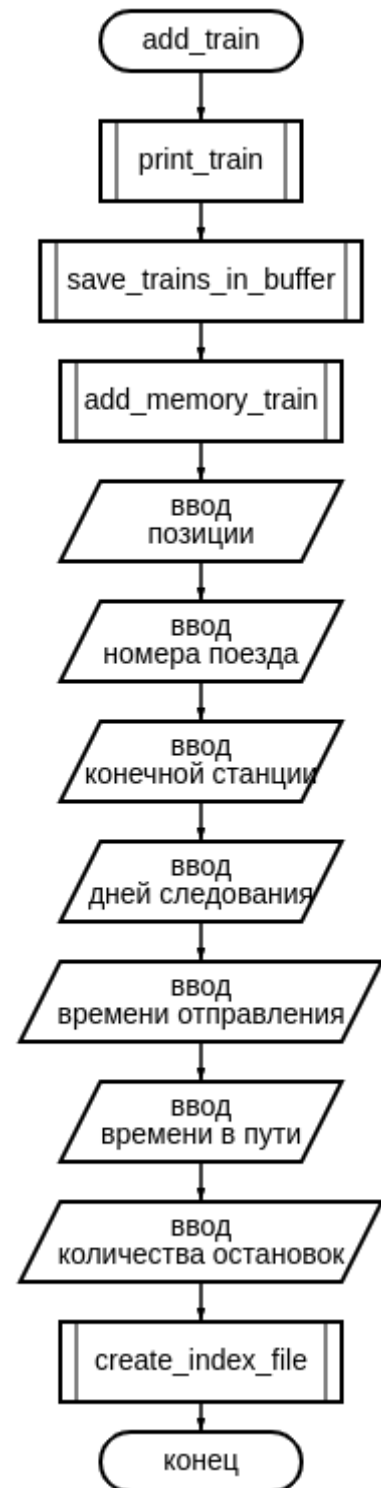 add_train
print_train
save_trains_in_buffer
add_memory_train
ввод
позиции
ввод
номера поезда
ввод
конечной станции
ввод
дней следования
ввод
времени отправления
ввод
времени в пути
ввод
количества остановок
create_index_file
конец